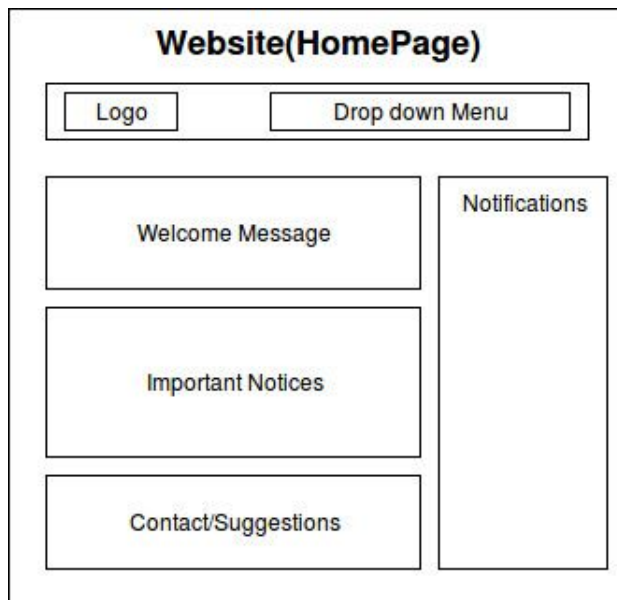 Website(HomePage)
Logo
Drop down Menu
Welcome Message
Notifications
Important Notices
Contact/Suggestions